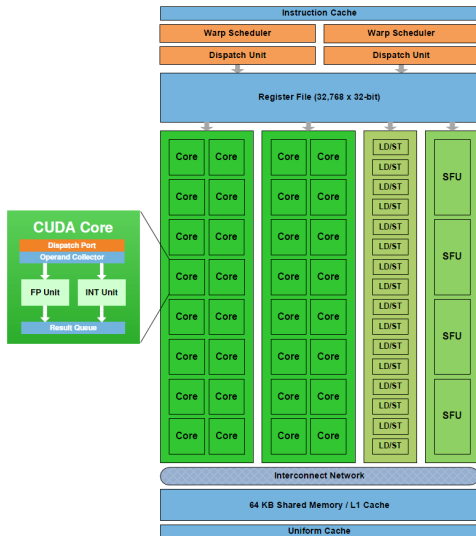 Instruction Cache
Warp Scheduler Warp Scheduler
Dispatch Unit Dispatch Unit
Register File (32,768 x 32-bit)
Core Core Core Core LD/ST
LD/ST
Core Core Core Core LD/ST
LD/ST
SFU
Core Core Core Core LD/ST
LD/ST
Core Core Core Core LD/ST
LD/ST
SFU
Core Core Core Core LD/ST
LD/ST
Core Core Core Core LD/ST
LD/ST
SFU
Core Core Core Core LD/ST
LD/ST
Core Core Core Core LD/ST
LD/ST
SFU
CUDA Core
Dispatch Port
Operand Collector
FP Unit INT Unit
Result Queue
Interconnect Network
64 KB Shared Memory / L1 Cache
Uniform Cache